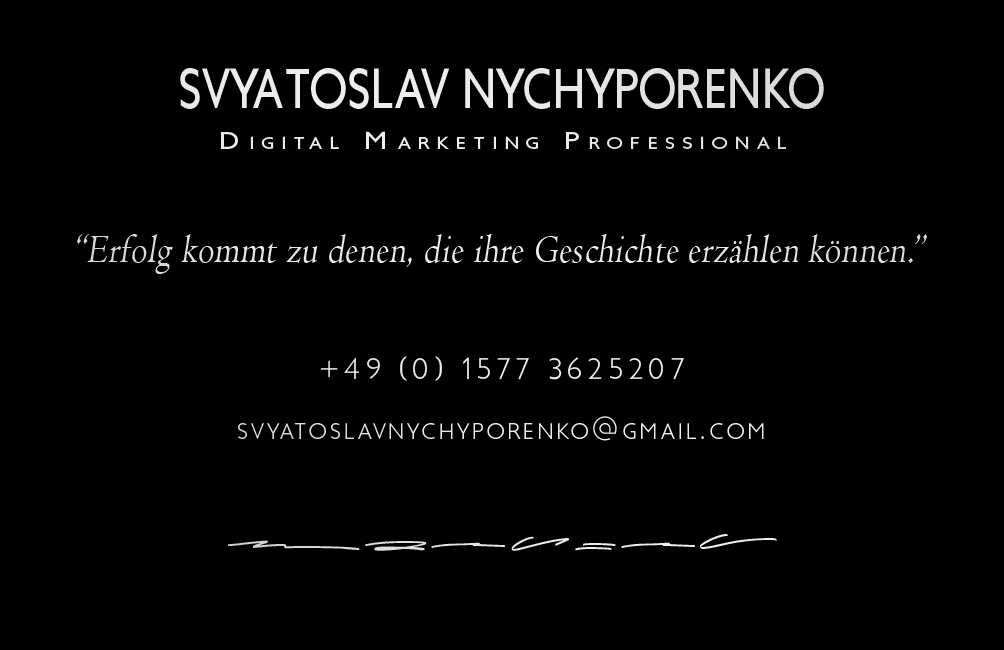 SVYATOSLAV NYCHYPORENKO
DIGITAL MARKETING PROFESSIONAL
“Erfolg kommt zu denen, die ihre Geschichte erzählen können.”
+49 (0) 1577 3625207
SVYATOSLAVNYCHYPORENKO@GMAIL.COM